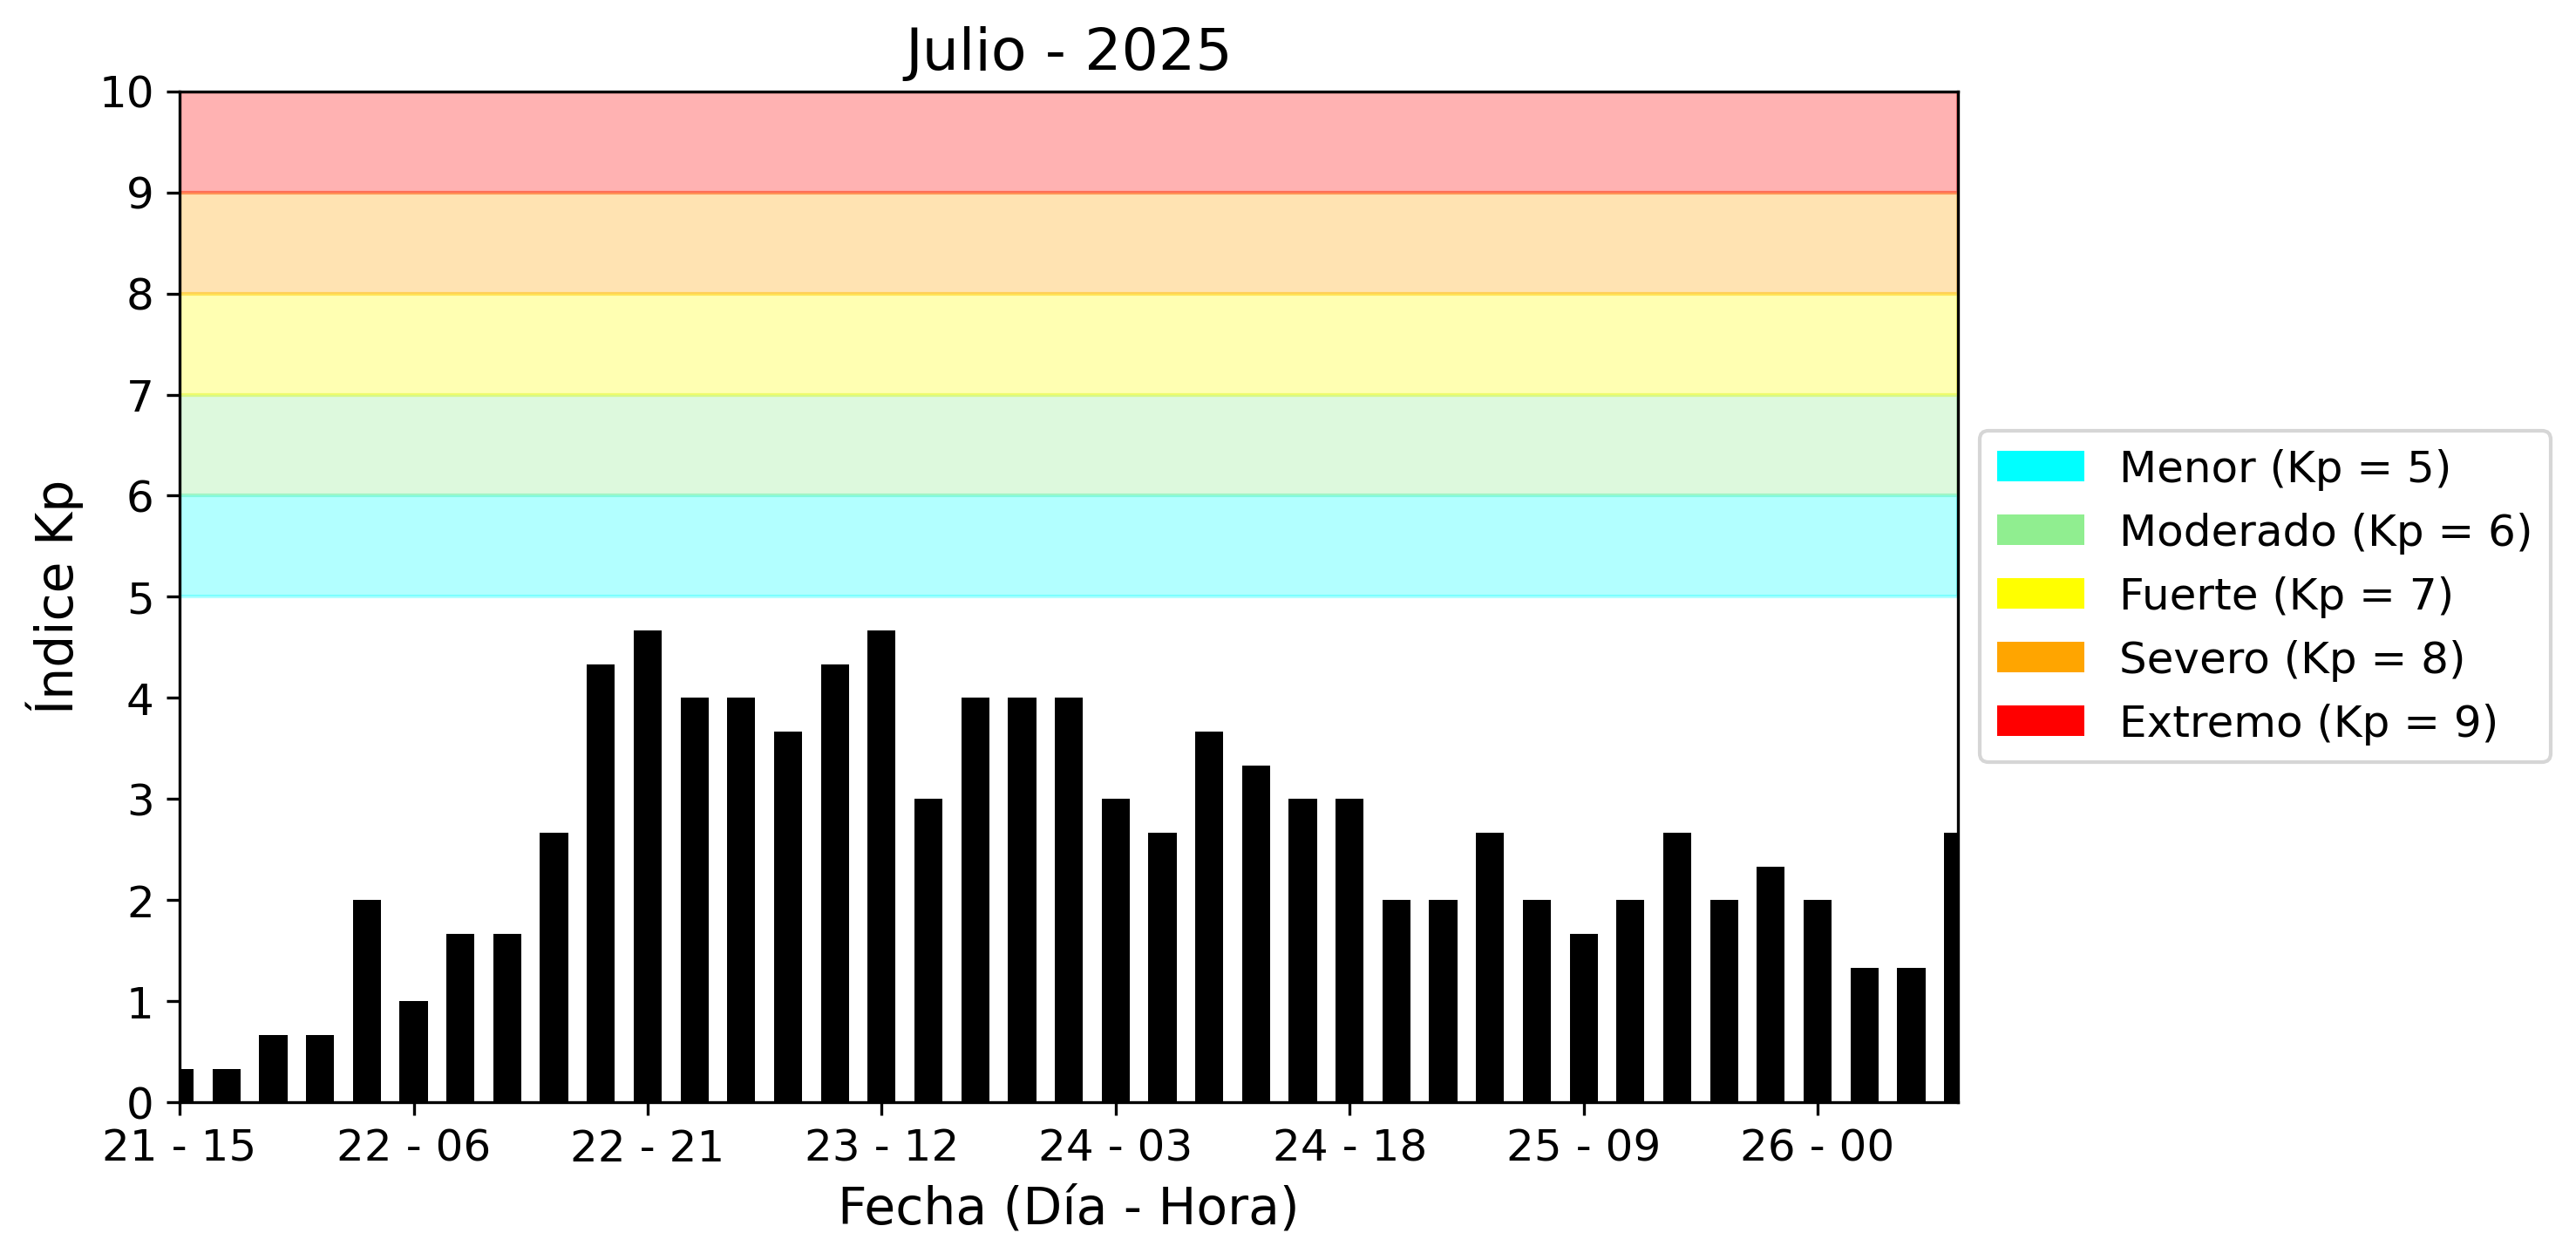 Julio - 2025
10
9
8
7
6
5
4
3
2
1
0
Índice Kp
21 - 15
22 - 06
22 - 21
23 - 12
24 - 03
24 - 18
25 - 09
26 - 00
Fecha (Día - Hora)
Menor (Kp = 5)
Moderado (Kp = 6)
Fuerte (Kp = 7)
Severo (Kp = 8)
Extremo (Kp = 9)